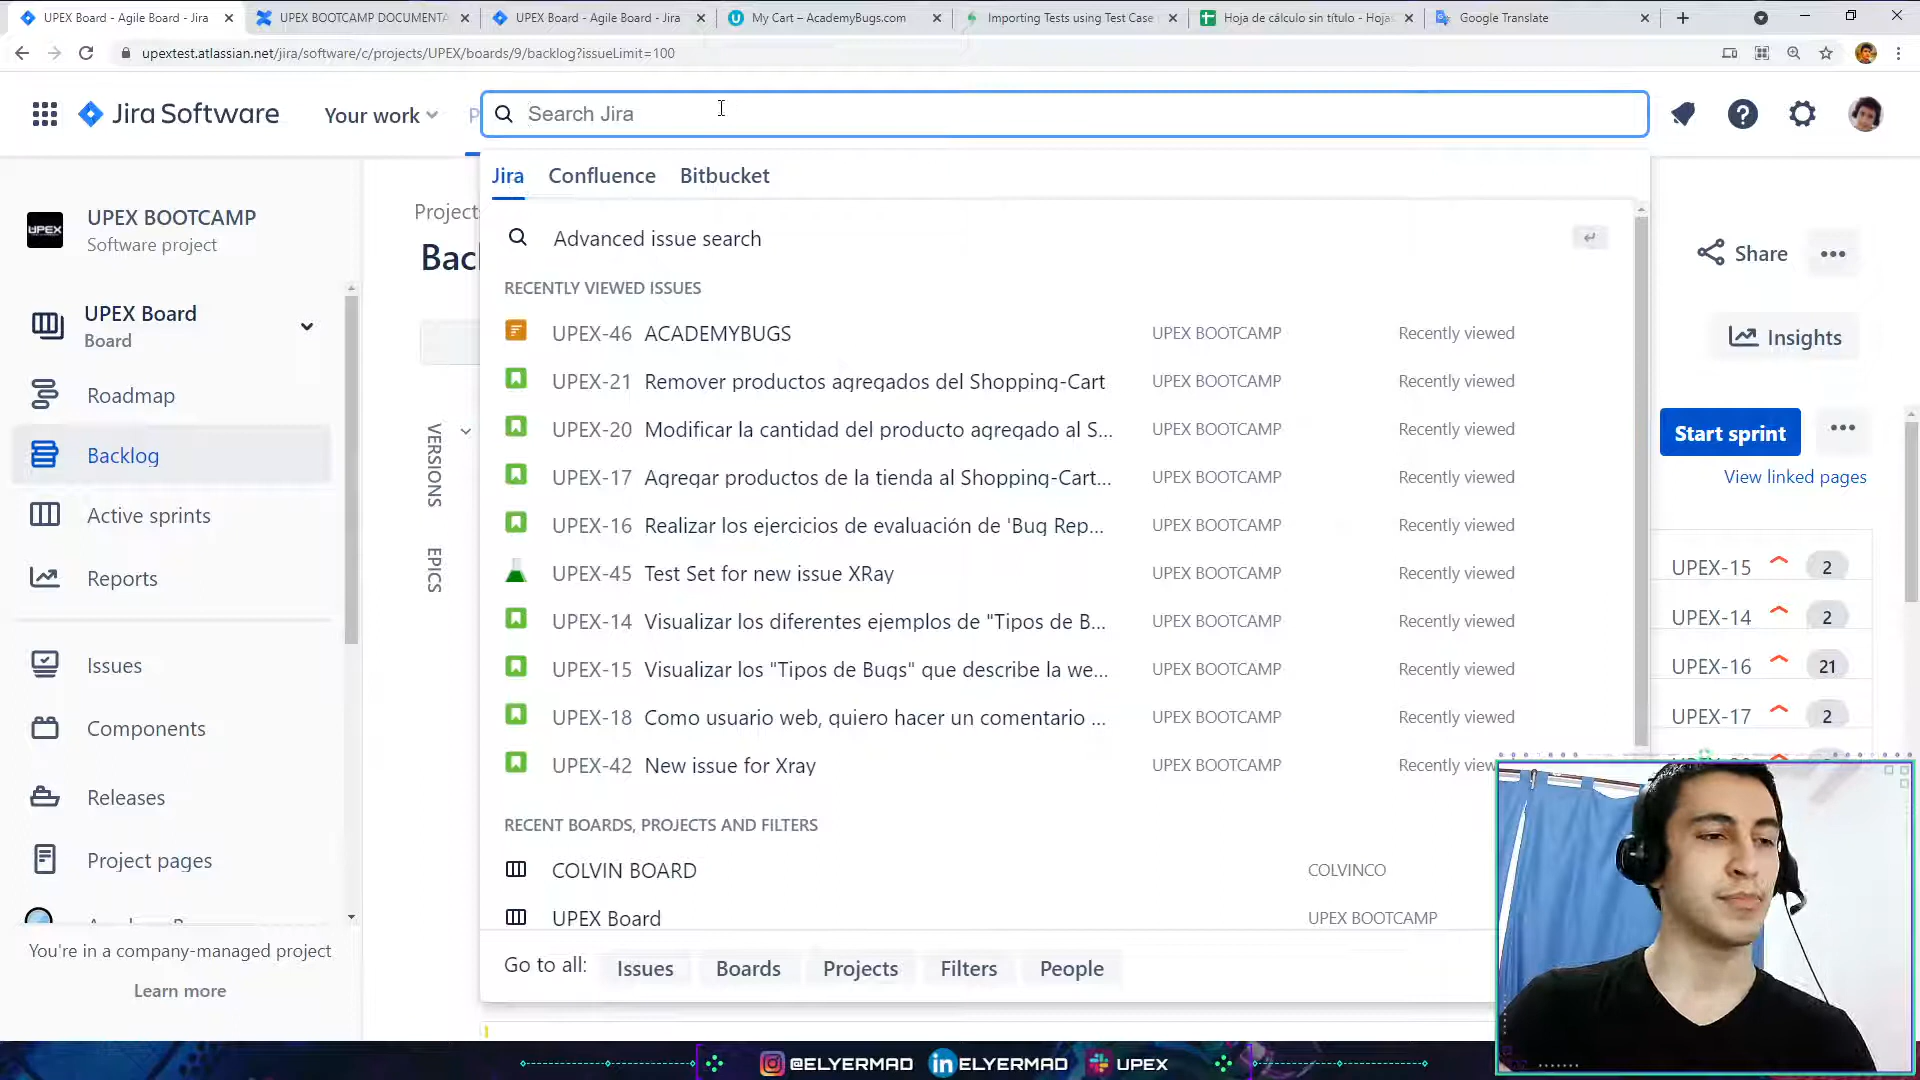 UPEX Board - Agile Board - Jira
UPEX BOOTCAMP DOCUMENTA
UPEX Board - Agile Board - Jira
My Cart – AcademyBugs.com
Importing Tests using Test Case
Hoja de cálculo sin título - Hojas
Google Translate
upextest.atlassian.net/jira/software/c/projects/UPEX/boards/9/backlog?issueLimit=100
Jira Software
Your work
Search Jira
Jira Confluence Bitbucket
UPEX BOOTCAMP
Software project
UPEX Board
Board
Roadmap
Backlog
Active sprints
Reports
Issues
Components
Releases
Project pages
You're in a company-managed project
Learn more
Project
Bac
VERSIONS
EPICS
Advanced issue search
RECENTLY VIEWED ISSUES
UPEX-46 ACADEMYBUGS UPEX BOOTCAMP Recently viewed
UPEX-21 Remover productos agregados del Shopping-Cart UPEX BOOTCAMP Recently viewed
UPEX-20 Modificar la cantidad del producto agregado al S... UPEX BOOTCAMP Recently viewed
UPEX-17 Agregar productos de la tienda al Shopping-Cart... UPEX BOOTCAMP Recently viewed
UPEX-16 Realizar los ejercicios de evaluación de 'Bug Rep... UPEX BOOTCAMP Recently viewed
UPEX-45 Test Set for new issue XRay UPEX BOOTCAMP Recently viewed
UPEX-14 Visualizar los diferentes ejemplos de "Tipos de B... UPEX BOOTCAMP Recently viewed
UPEX-15 Visualizar los "Tipos de Bugs" que describe la we... UPEX BOOTCAMP Recently viewed
UPEX-18 Como usuario web, quiero hacer un comentario ... UPEX BOOTCAMP Recently viewed
UPEX-42 New issue for Xray UPEX BOOTCAMP Recently view
RECENT BOARDS, PROJECTS AND FILTERS
COLVIN BOARD COLVINCO
UPEX Board UPEX BOOTCAMP
Go to all: Issues Boards Projects Filters People
Share
Insights
Start sprint
View linked pages
UPEX-15 2
UPEX-14 2
UPEX-16 21
UPEX-17 2
@ELYERMAD ELYERMAD UPEX